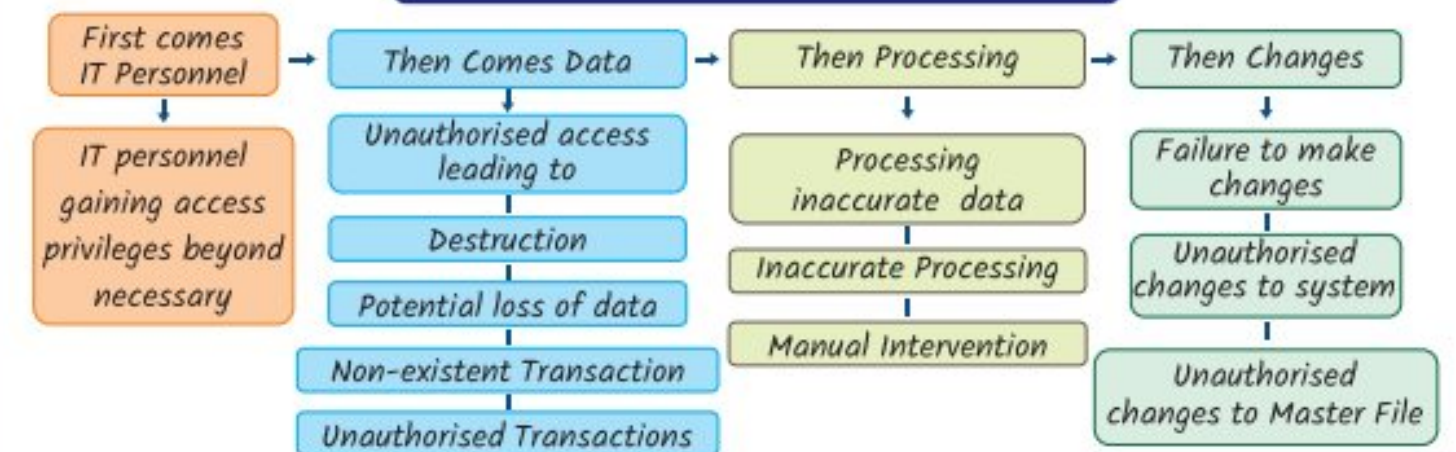 First comes
IT Personnel
Then Comes Data
Then Processing
Then Changes
IT personnel
gaining access
privileges beyond
necessary
Unauthorised access
leading to
Destruction
Potential loss of data
Non-existent Transaction
Unauthorised Transactions
Processing
inaccurate data
Inaccurate Processing
Manual Intervention
Failure to make
changes
Unauthorised
changes to system
Unauthorised
changes to Master File